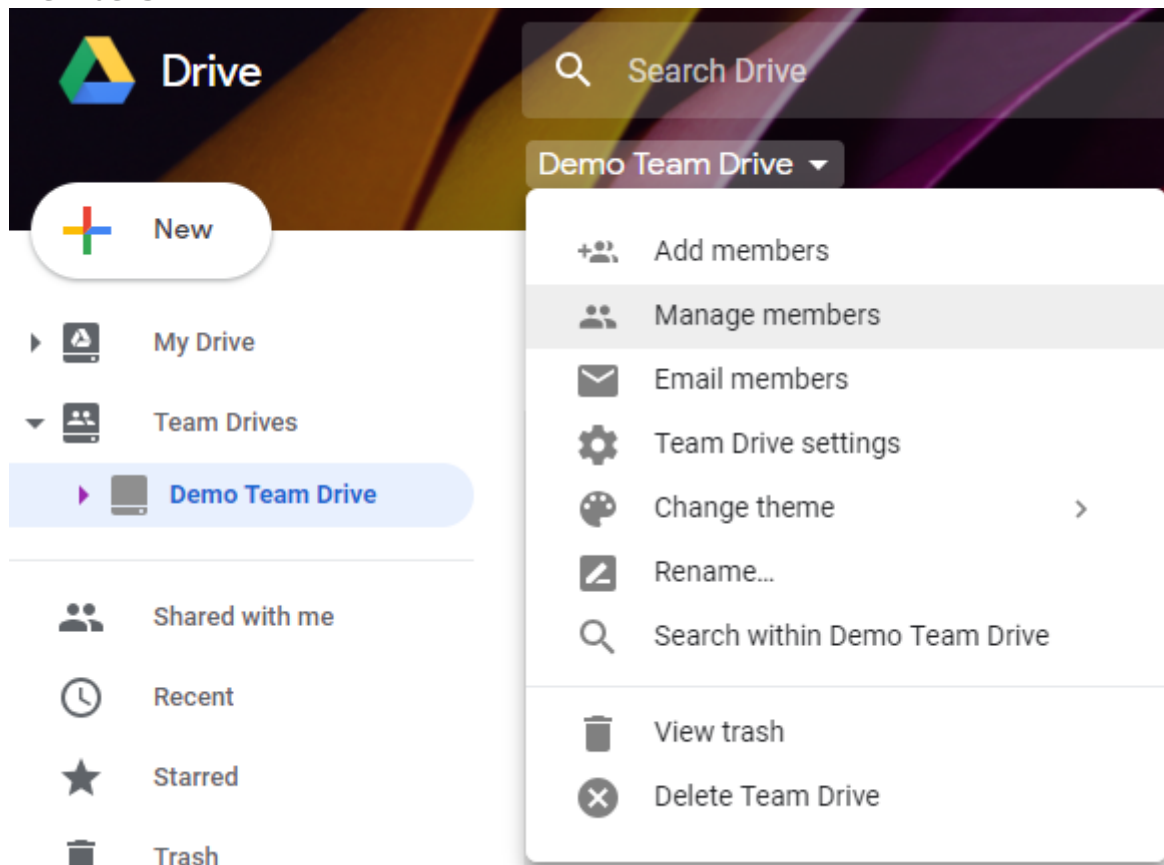 Drive
Search Drive
Demo Team Drive
New
My Drive
Team Drives
Demo Team Drive
Shared with me
Recent
Starred
Trash
Add members
Manage members
Email members
Team Drive settings
Change theme
Rename...
Search within Demo Team Drive
View trash
Delete Team Drive